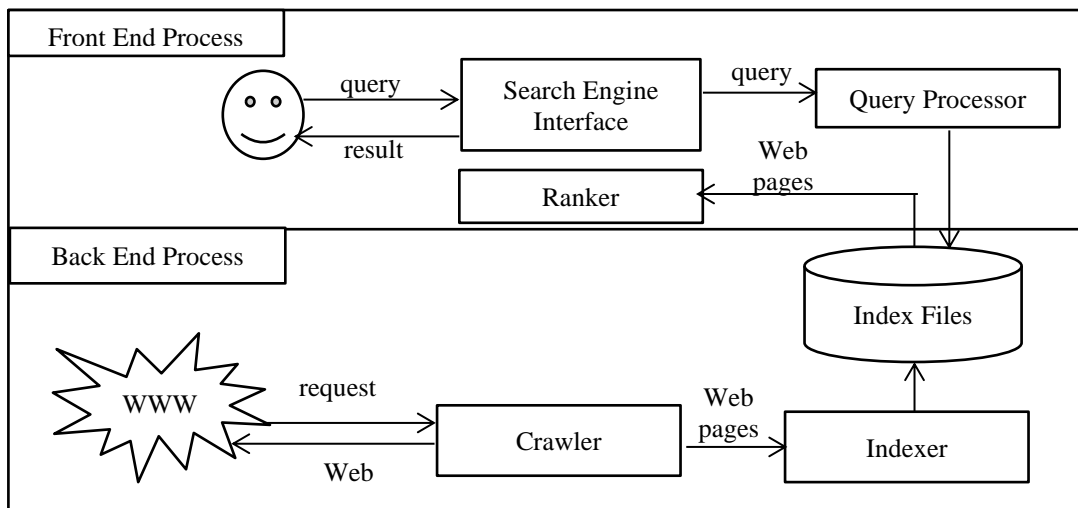 Front End Process
query
Search Engine
Interface
query
Query Processor
result
Web
pages
Ranker
Back End Process
Index Files
WWW
request
Crawler
Web
pages
Indexer
Web